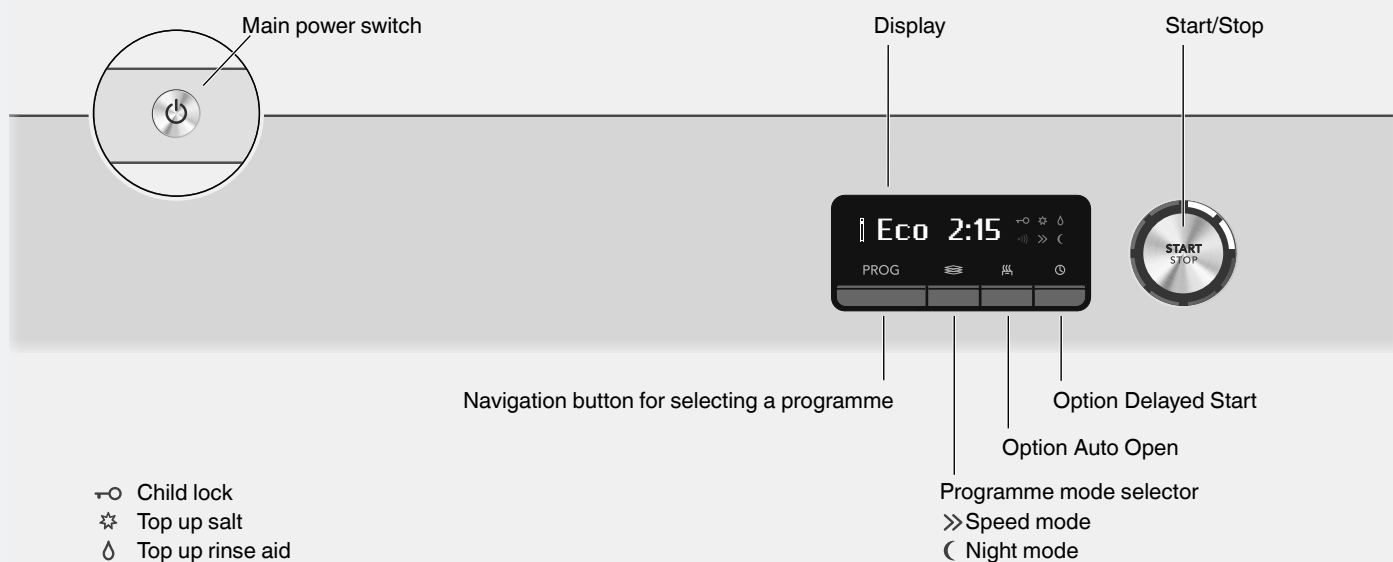 Main power switch
Display
Start/Stop
Eco 2:15
PROG
START
STOP
Navigation button for selecting a programme
Option Delayed Start
Option Auto Open
Programme mode selector
Speed mode
Night mode
Child lock
Top up salt
Top up rinse aid